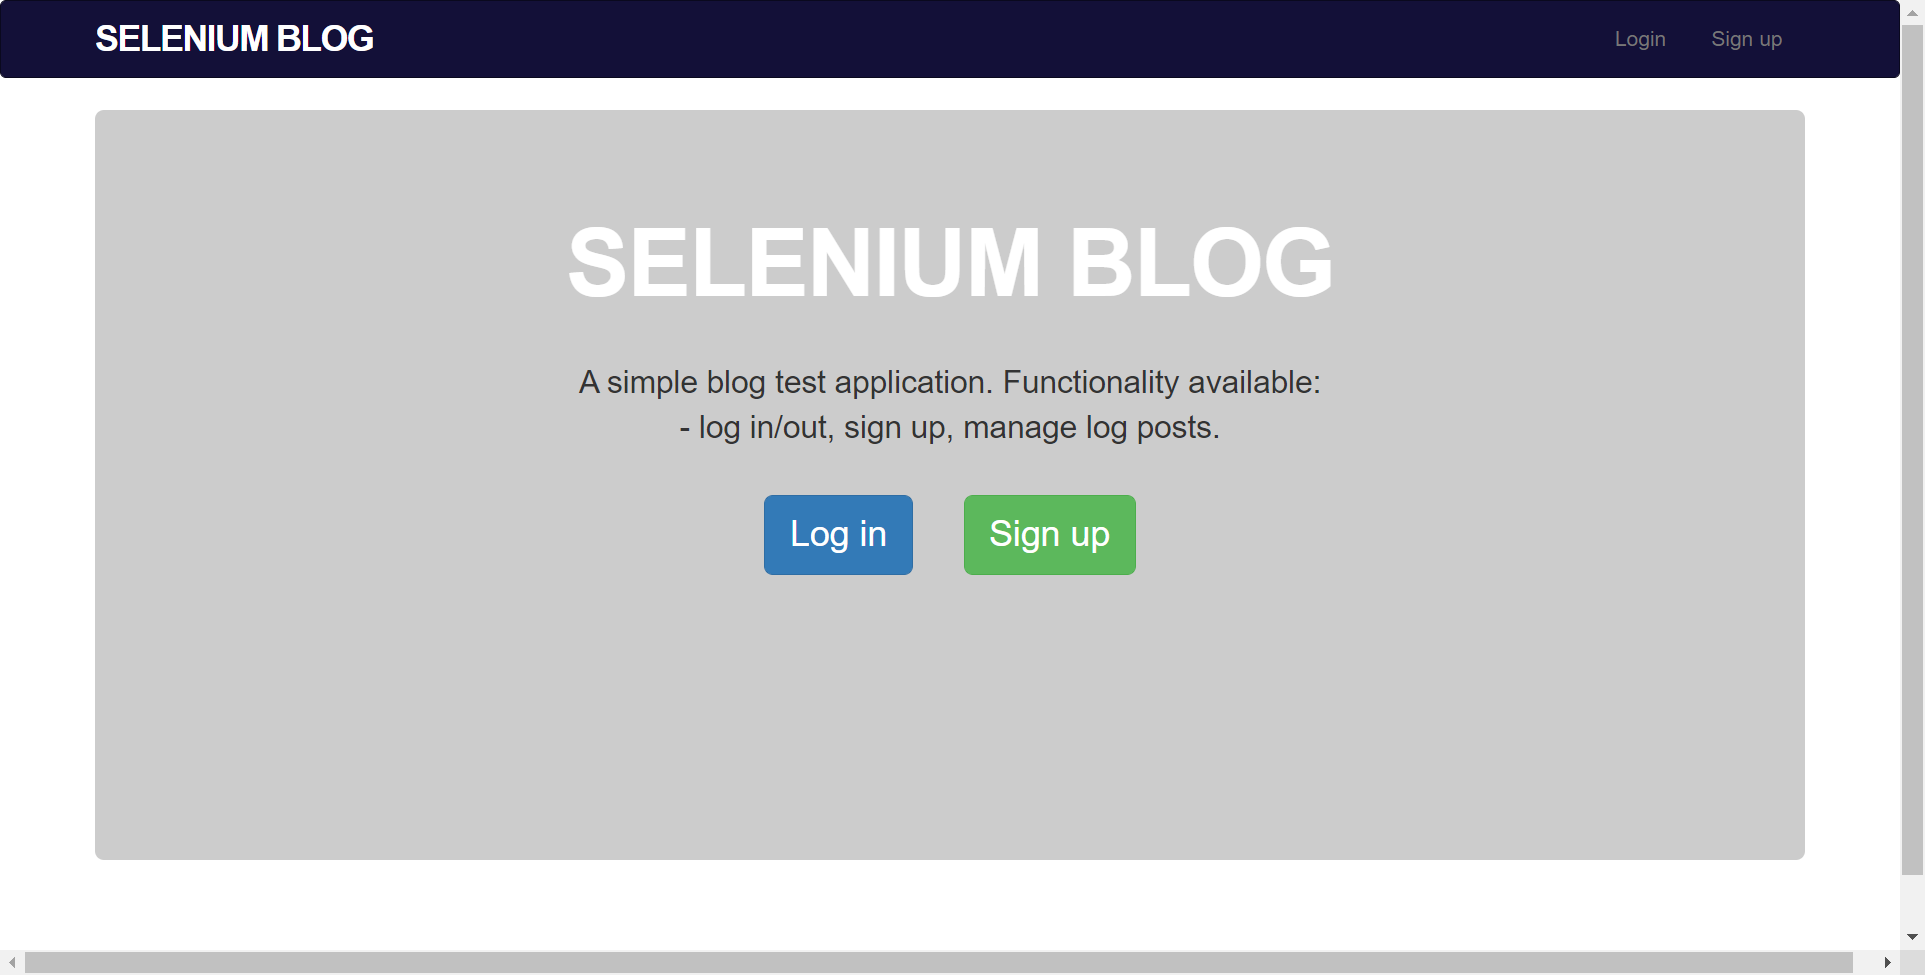 SELENIUM BLOG
Login
Sign up
SELENIUM BLOG
A simple blog test application. Functionality available:
- log in/out, sign up, manage log posts.
Log in
Sign up